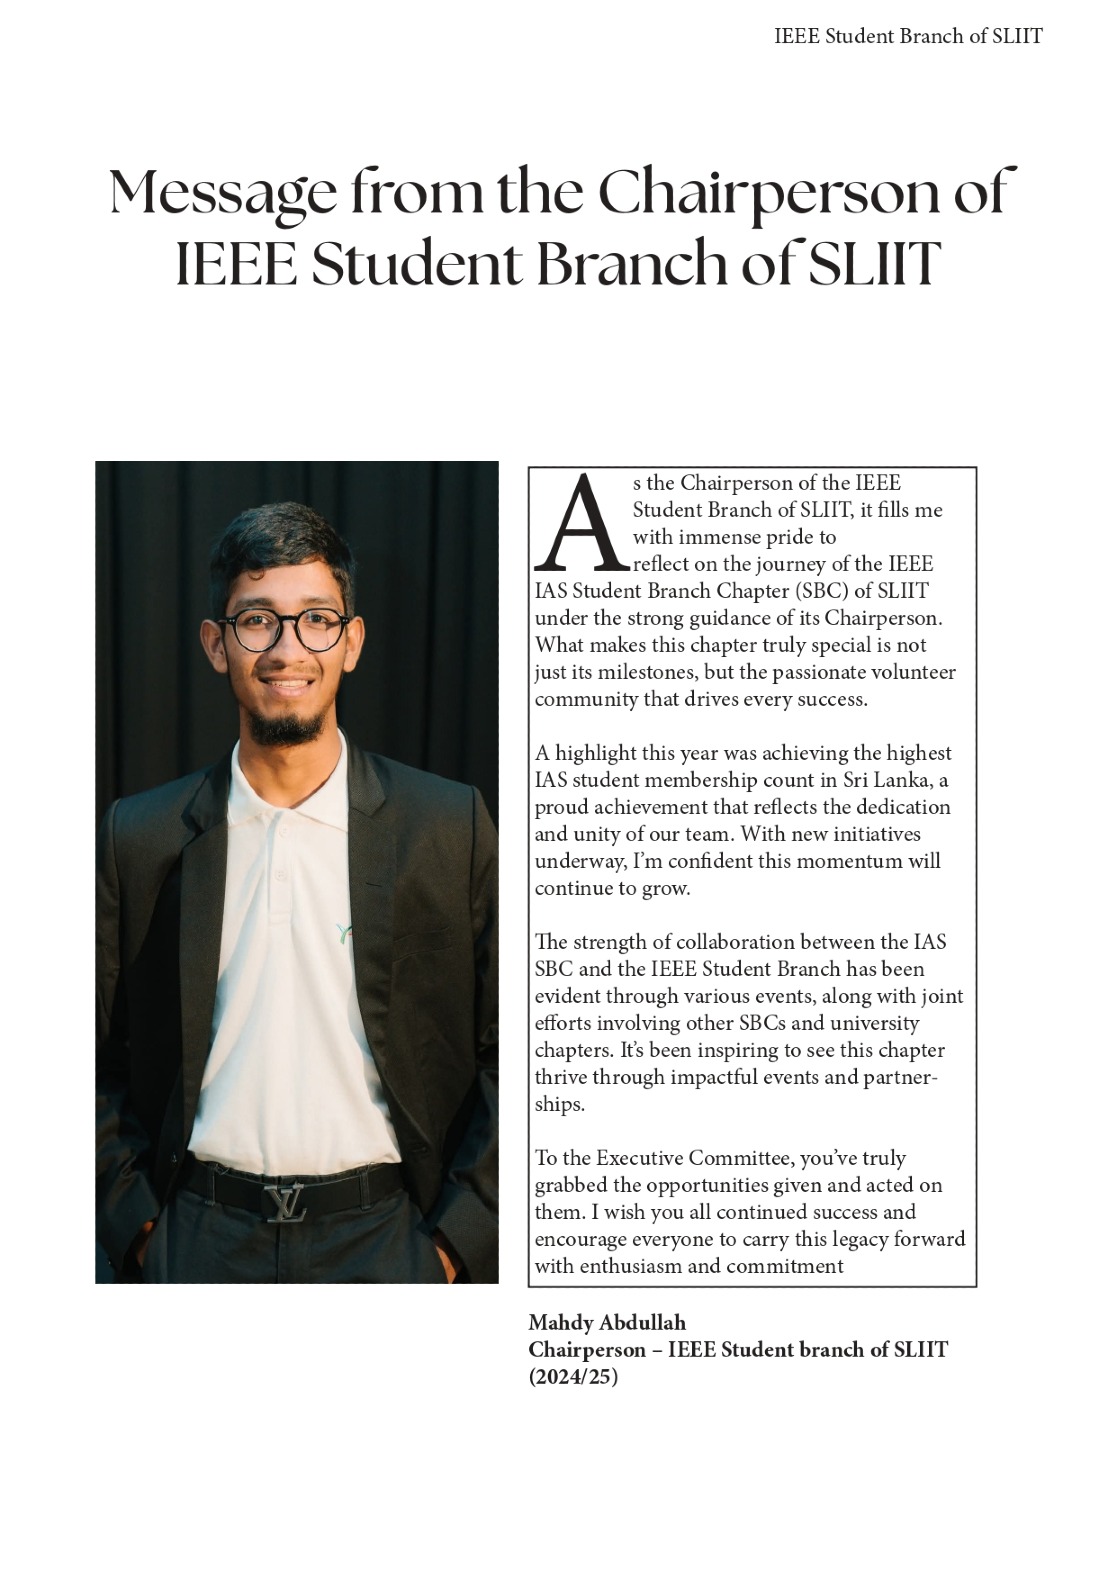 IEEE Student Branch of SLIIT
Message from the Chairperson of
IEEE Student Branch of SLIIT
As the Chairperson of the IEEE
Student Branch of SLIIT, it fills me
with immense pride to
reflect on the journey of the IEEE
IAS Student Branch Chapter (SBC) of SLIIT
under the strong guidance of its Chairperson.
What makes this chapter truly special is not
just its milestones, but the passionate volunteer
community that drives every success.
A highlight this year was achieving the highest
IAS student membership count in Sri Lanka, a
proud achievement that reflects the dedication
and unity of our team. With new initiatives
underway, I’m confident this momentum will
continue to grow.
The strength of collaboration between the IAS
SBC and the IEEE Student Branch has been
evident through various events, along with joint
efforts involving other SBCs and university
chapters. It’s been inspiring to see this chapter
thrive through impactful events and partner-
ships.
To the Executive Committee, you’ve truly
grabbed the opportunities given and acted on
them. I wish you all continued success and
encourage everyone to carry this legacy forward
with enthusiasm and commitment
Mahdy Abdullah
Chairperson – IEEE Student branch of SLIIT
(2024/25)